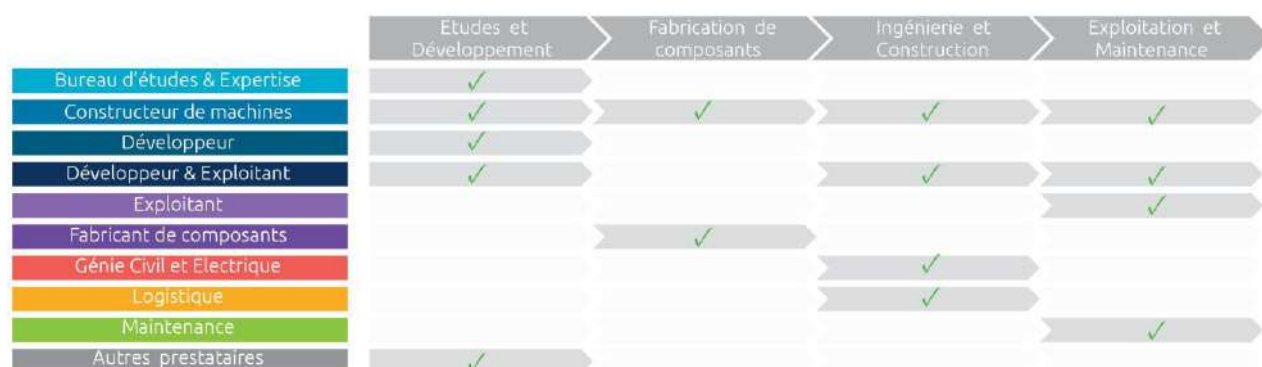 Etudes et
Développement
Fabrication de
composants
Ingénierie et
Construction
Exploitation et
Maintenance
Bureau d'études & Expertise
✓
Constructeur de machines
✓ ✓ ✓ ✓
Développeur
✓
Développeur & Exploitant
✓ ✓ ✓
Exploitant
✓
Fabricant de composants
✓
Génie Civil et Electrique
✓
Logistique
✓
Maintenance
✓
Autres prestataires
✓